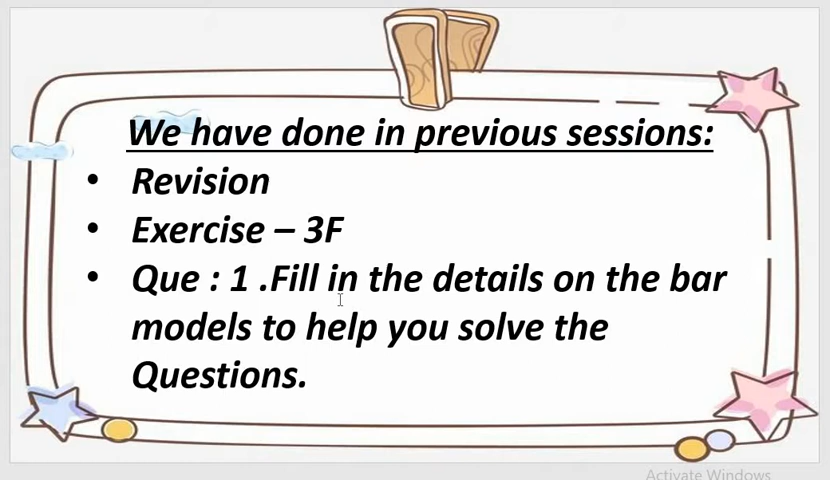 We have done in previous sessions:
• Revision
• Exercise – 3F
• Que : 1 .Fill in the details on the bar
models to help you solve the
Questions.
Activate Windows